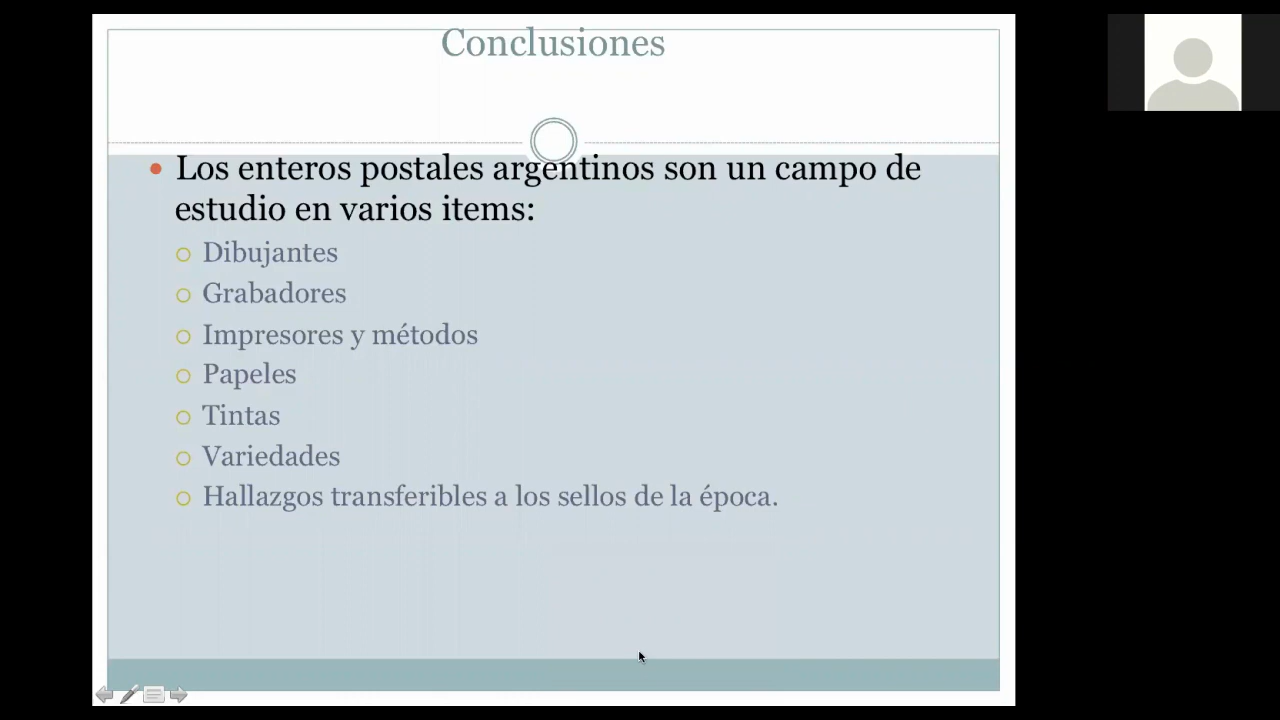 Conclusiones
Los enteros postales argentinos son un campo de
estudio en varios items:
Dibujantes
Grabadores
Impresores y métodos
Papeles
Tintas
Variedades
Hallazgos transferibles a los sellos de la época.